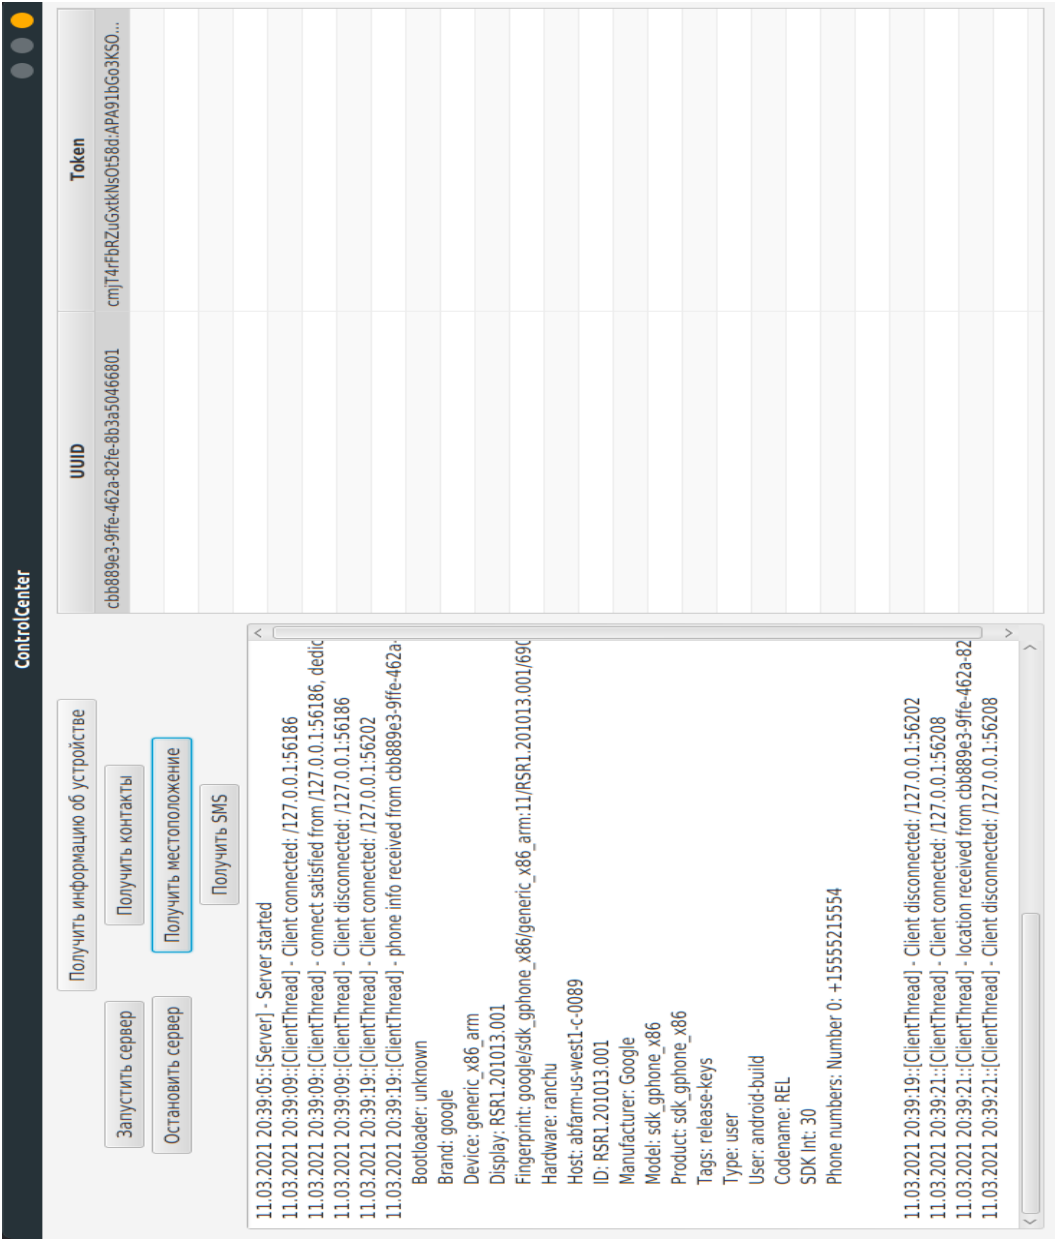 ControlCenter
Получить информацию об устройстве
Запустить сервер
Получить контакты
Остановить сервер
Получить местоположение
Получить SMS
11.03.2021 20:39:05::[Server] - Server started
11.03.2021 20:39:09::[ClientThread] - Client connected: /127.0.0.1:56186
11.03.2021 20:39:09::[ClientThread] - connect satisfied from /127.0.0.1:56186, dedic
11.03.2021 20:39:09::[ClientThread] - Client disconnected: /127.0.0.1:56186
11.03.2021 20:39:19::[ClientThread] - Client connected: /127.0.0.1:56202
11.03.2021 20:39:19::[ClientThread] - phone info received from cbb889e3-9ffe-462a-
Bootloader: unknown
Brand: google
Device: generic_x86_arm
Display: RSR1.201013.001
Fingerprint: google/sdk_gphone_x86/generic_x86_arm:11/RSR1.201013.001/690
Hardware: ranchu
Host: abfarm-us-west1-c-0089
ID: RSR1.201013.001
Manufacturer: Google
Model: sdk_gphone_x86
Product: sdk_gphone_x86
Tags: release-keys
Type: user
User: android-build
Codename: REL
SDK Int: 30
Phone numbers: Number 0: +15555215554
11.03.2021 20:39:19::[ClientThread] - Client disconnected: /127.0.0.1:56202
11.03.2021 20:39:21::[ClientThread] - Client connected: /127.0.0.1:56208
11.03.2021 20:39:21::[ClientThread] - location received from cbb889e3-9ffe-462a-82
11.03.2021 20:39:21::[ClientThread] - Client disconnected: /127.0.0.1:56208
UUID Token
cbb889e3-9ffe-462a-82fe-8b3a50466801 cmjT4rFbRZuGxtkNsOt58d:APA91bGo3KSO...